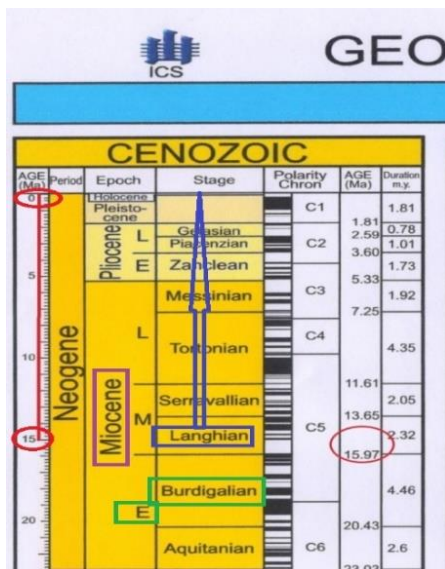 ICS
GEO
CENOZOIC
AGE (Ma) Period Epoch Stage Polarity Chron AGE (Ma) Duration m.y.
0
5
10
15
20
Neogene
Holocene
Pleisto-
cene
Pliocene
L
E
Miocene
L
M
E
Gelasian
Piacenzian
Zanclean
Messinian
Tortonian
Serravallian
Langhian
Burdigalian
Aquitanian
C1
C2
C3
C4
C5
C6
1.81
2.59
3.60
5.33
7.25
11.61
13.65
15.97
20.43
23.03
1.81
0.78
1.01
1.73
1.92
4.35
2.05
2.32
4.46
2.6